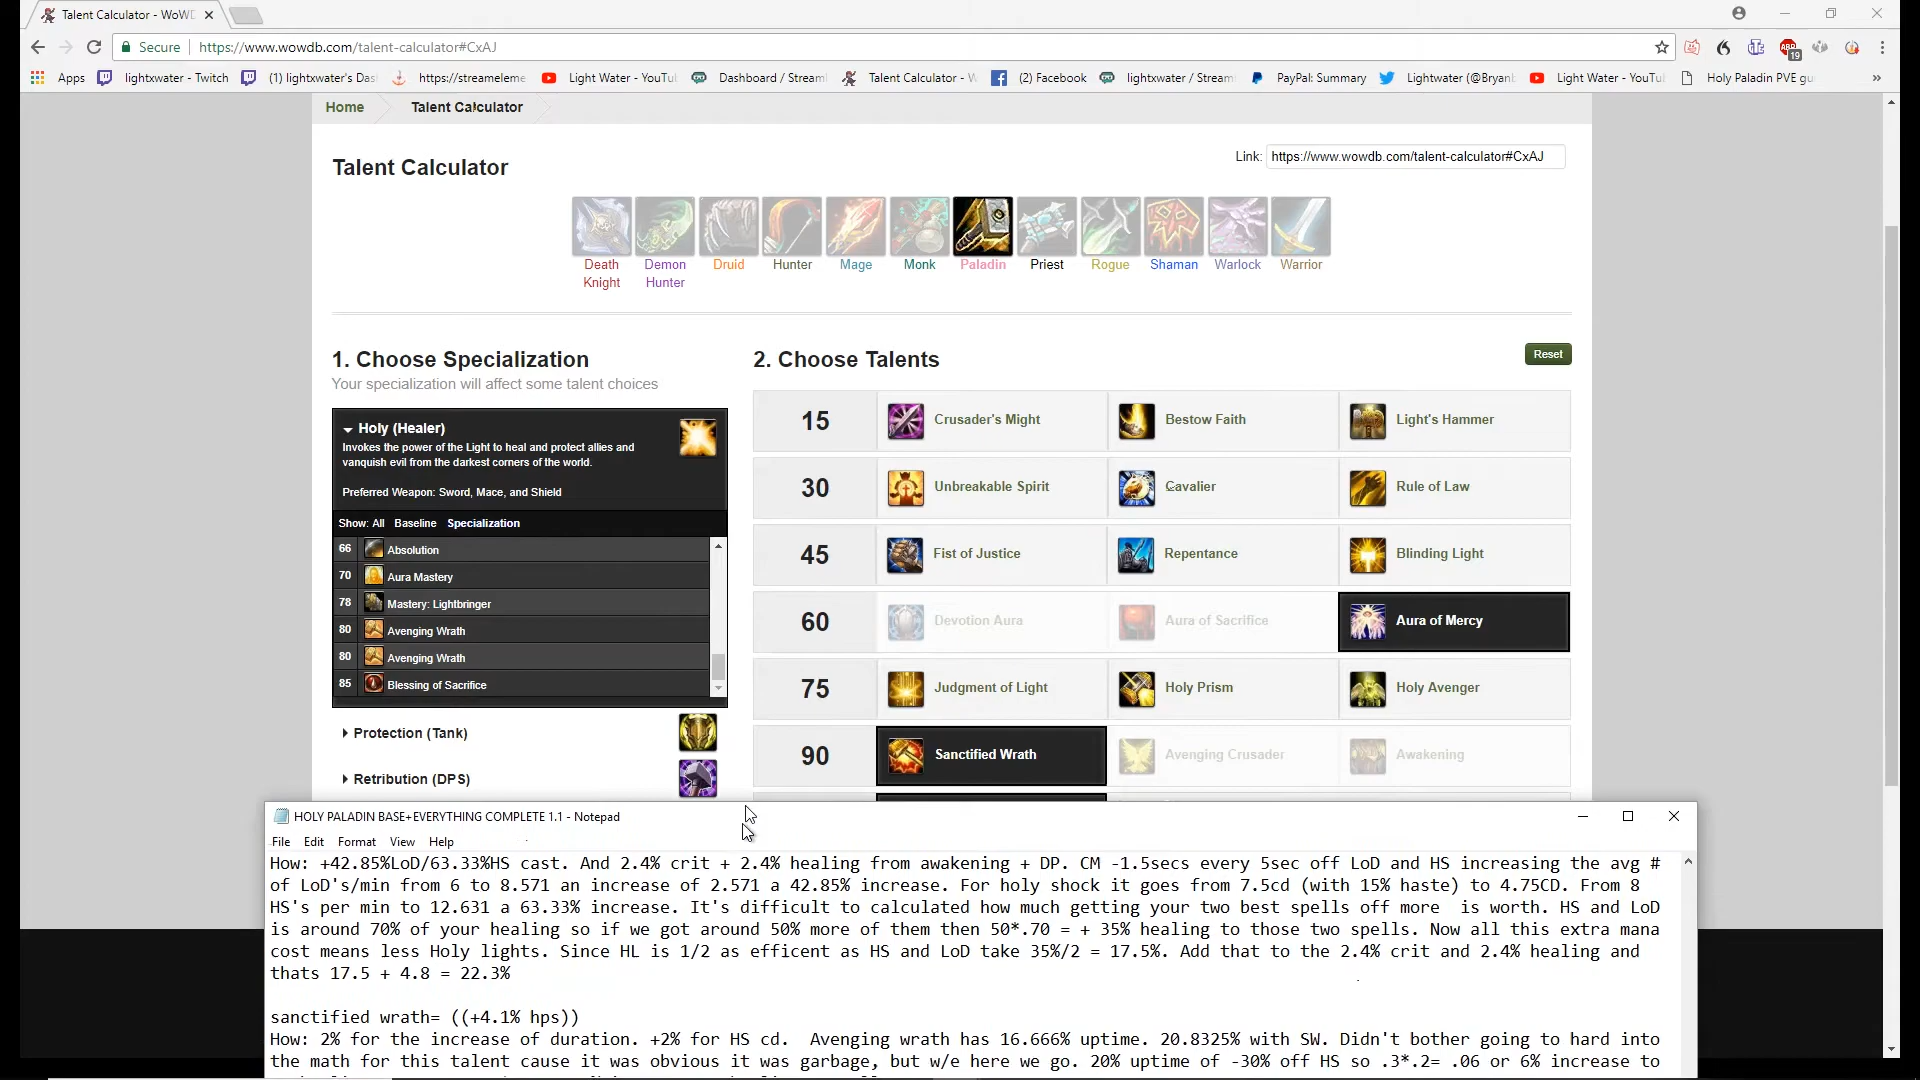 Talent Calculator - WoWD
Secure
https://www.wowdb.com/talent-calculator#CxAJ
19
Apps
lightxwater - Twitch
(1) lightxwater's Das
https://streameleme
Light Water - YouTu
Dashboard / Stream
Talent Calculator - W
(2) Facebook
lightxwater / Stream
PayPal: Summary
Lightwater (@Bryanl
Light Water - YouTu
Holy Paladin PVE gu
Home
Talent Calculator
Talent Calculator
Link: https://www.wowdb.com/talent-calculator#CxAJ
Death Knight
Demon Hunter
Druid
Hunter
Mage
Monk
Paladin
Priest
Rogue
Shaman
Warlock
Warrior
1. Choose Specialization
Your specialization will affect some talent choices
Holy (Healer)
Invokes the power of the Light to heal and protect allies and
vanquish evil from the darkest corners of the world.
Preferred Weapon: Sword, Mace, and Shield
Show: All Baseline Specialization
66 Absolution
70 Aura Mastery
78 Mastery: Lightbringer
80 Avenging Wrath
80 Avenging Wrath
85 Blessing of Sacrifice
Protection (Tank)
Retribution (DPS)
2. Choose Talents
Reset
15 Crusader's Might Bestow Faith Light's Hammer
30 Unbreakable Spirit Cavalier Rule of Law
45 Fist of Justice Repentance Blinding Light
60 Devotion Aura Aura of Sacrifice Aura of Mercy
75 Judgment of Light Holy Prism Holy Avenger
90 Sanctified Wrath Avenging Crusader Awakening
HOLY PALADIN BASE+EVERYTHING COMPLETE 1.1 - Notepad
File Edit Format View Help
How: +42.85%LoD/63.33%HS cast. And 2.4% crit + 2.4% healing from awakening + DP. CM -1.5secs every 5sec off LoD and HS increasing the avg #
of LoD's/min from 6 to 8.571 an increase of 2.571 a 42.85% increase. For holy shock it goes from 7.5cd (with 15% haste) to 4.75CD. From 8
HS's per min to 12.631 a 63.33% increase. It's difficult to calculated how much getting your two best spells off more is worth. HS and LoD
is around 70% of your healing so if we got around 50% more of them then 50*.70 = + 35% healing to those two spells. Now all this extra mana
cost means less Holy lights. Since HL is 1/2 as efficent as HS and LoD take 35%/2 = 17.5%. Add that to the 2.4% crit and 2.4% healing and
thats 17.5 + 4.8 = 22.3%
sanctified wrath= ((+4.1% hps))
How: 2% for the increase of duration. +2% for HS cd. Avenging wrath has 16.666% uptime. 20.8325% with SW. Didn't bother going to hard into
the math for this talent cause it was obvious it was garbage, but w/e here we go. 20% uptime of -30% off HS so .3*.2= .06 or 6% increase to